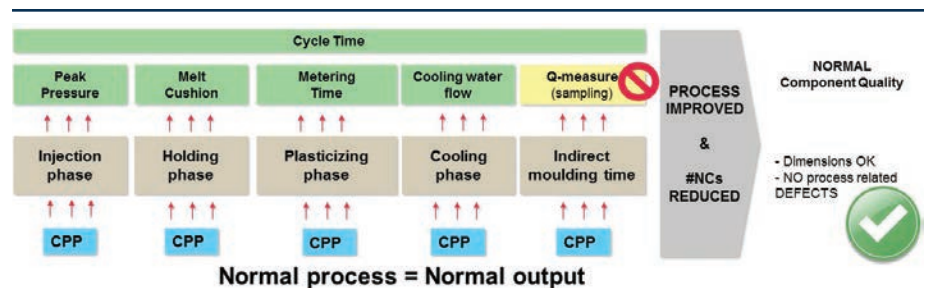 Cycle Time
Peak
Pressure
Melt
Cushion
Metering
Time
Cooling water
flow
Q-measure
(sampling)
Injection
phase
Holding
phase
Plasticizing
phase
Cooling
phase
Indirect
moulding time
CPP
CPP
CPP
CPP
CPP
Normal process = Normal output
PROCESS
IMPROVED
&
#NCs
REDUCED
NORMAL
Component Quality
- Dimensions OK
- NO process related
DEFECTS